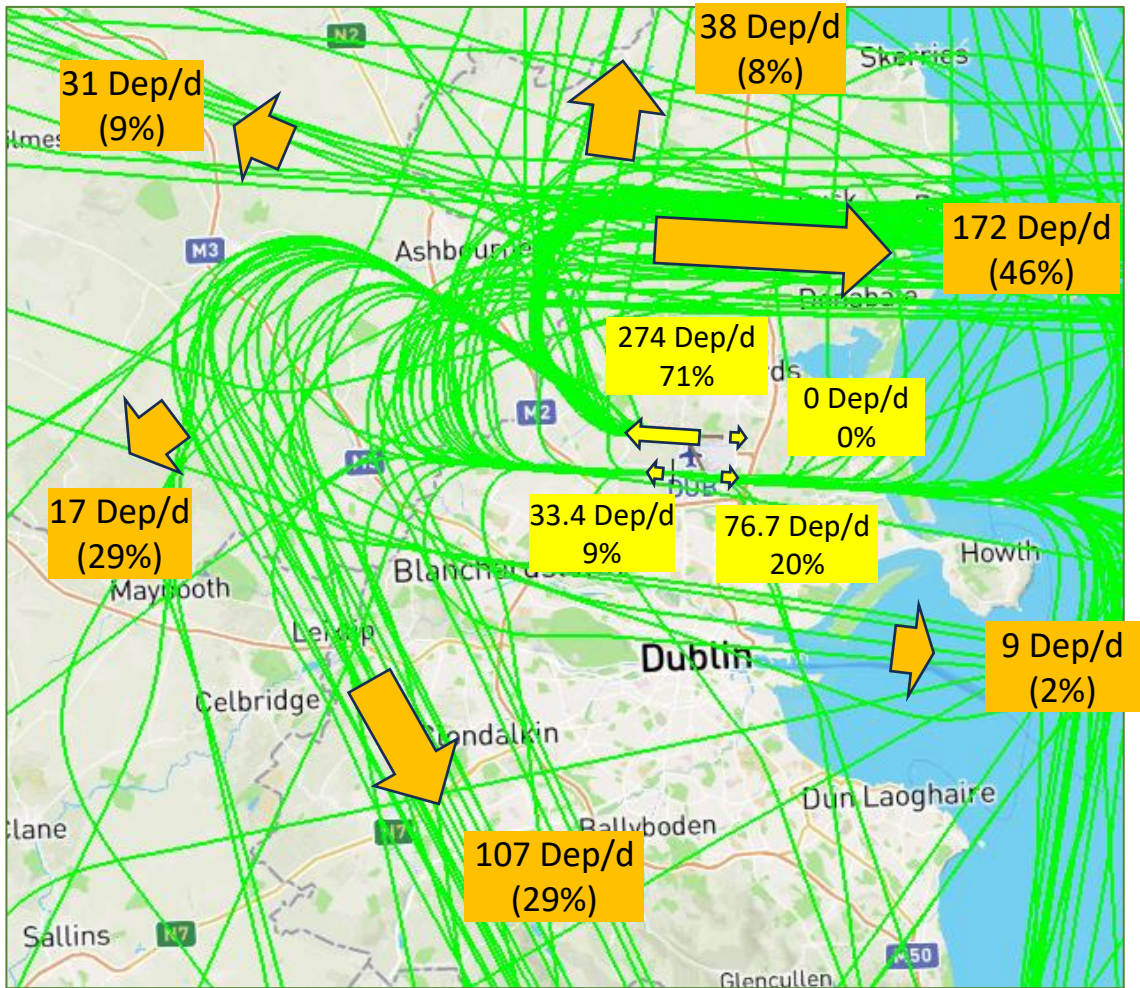 38 Dep/d
(8%)
N2
Skerries
31 Dep/d
(9%)
M3
Ashbourne
172 Dep/d
(46%)
Donabate
274 Dep/d
71%
0 Dep/d
0%
M2
DUB
17 Dep/d
(29%)
33.4 Dep/d
9%
76.7 Dep/d
20%
Howth
Maynooth
Leixlip
Dublin
9 Dep/d
(2%)
Celbridge
Clondalkin
Dun Laoghaire
Clane
N7
Ballyboden
107 Dep/d
(29%)
Sallins
N7
M50
Glencullen